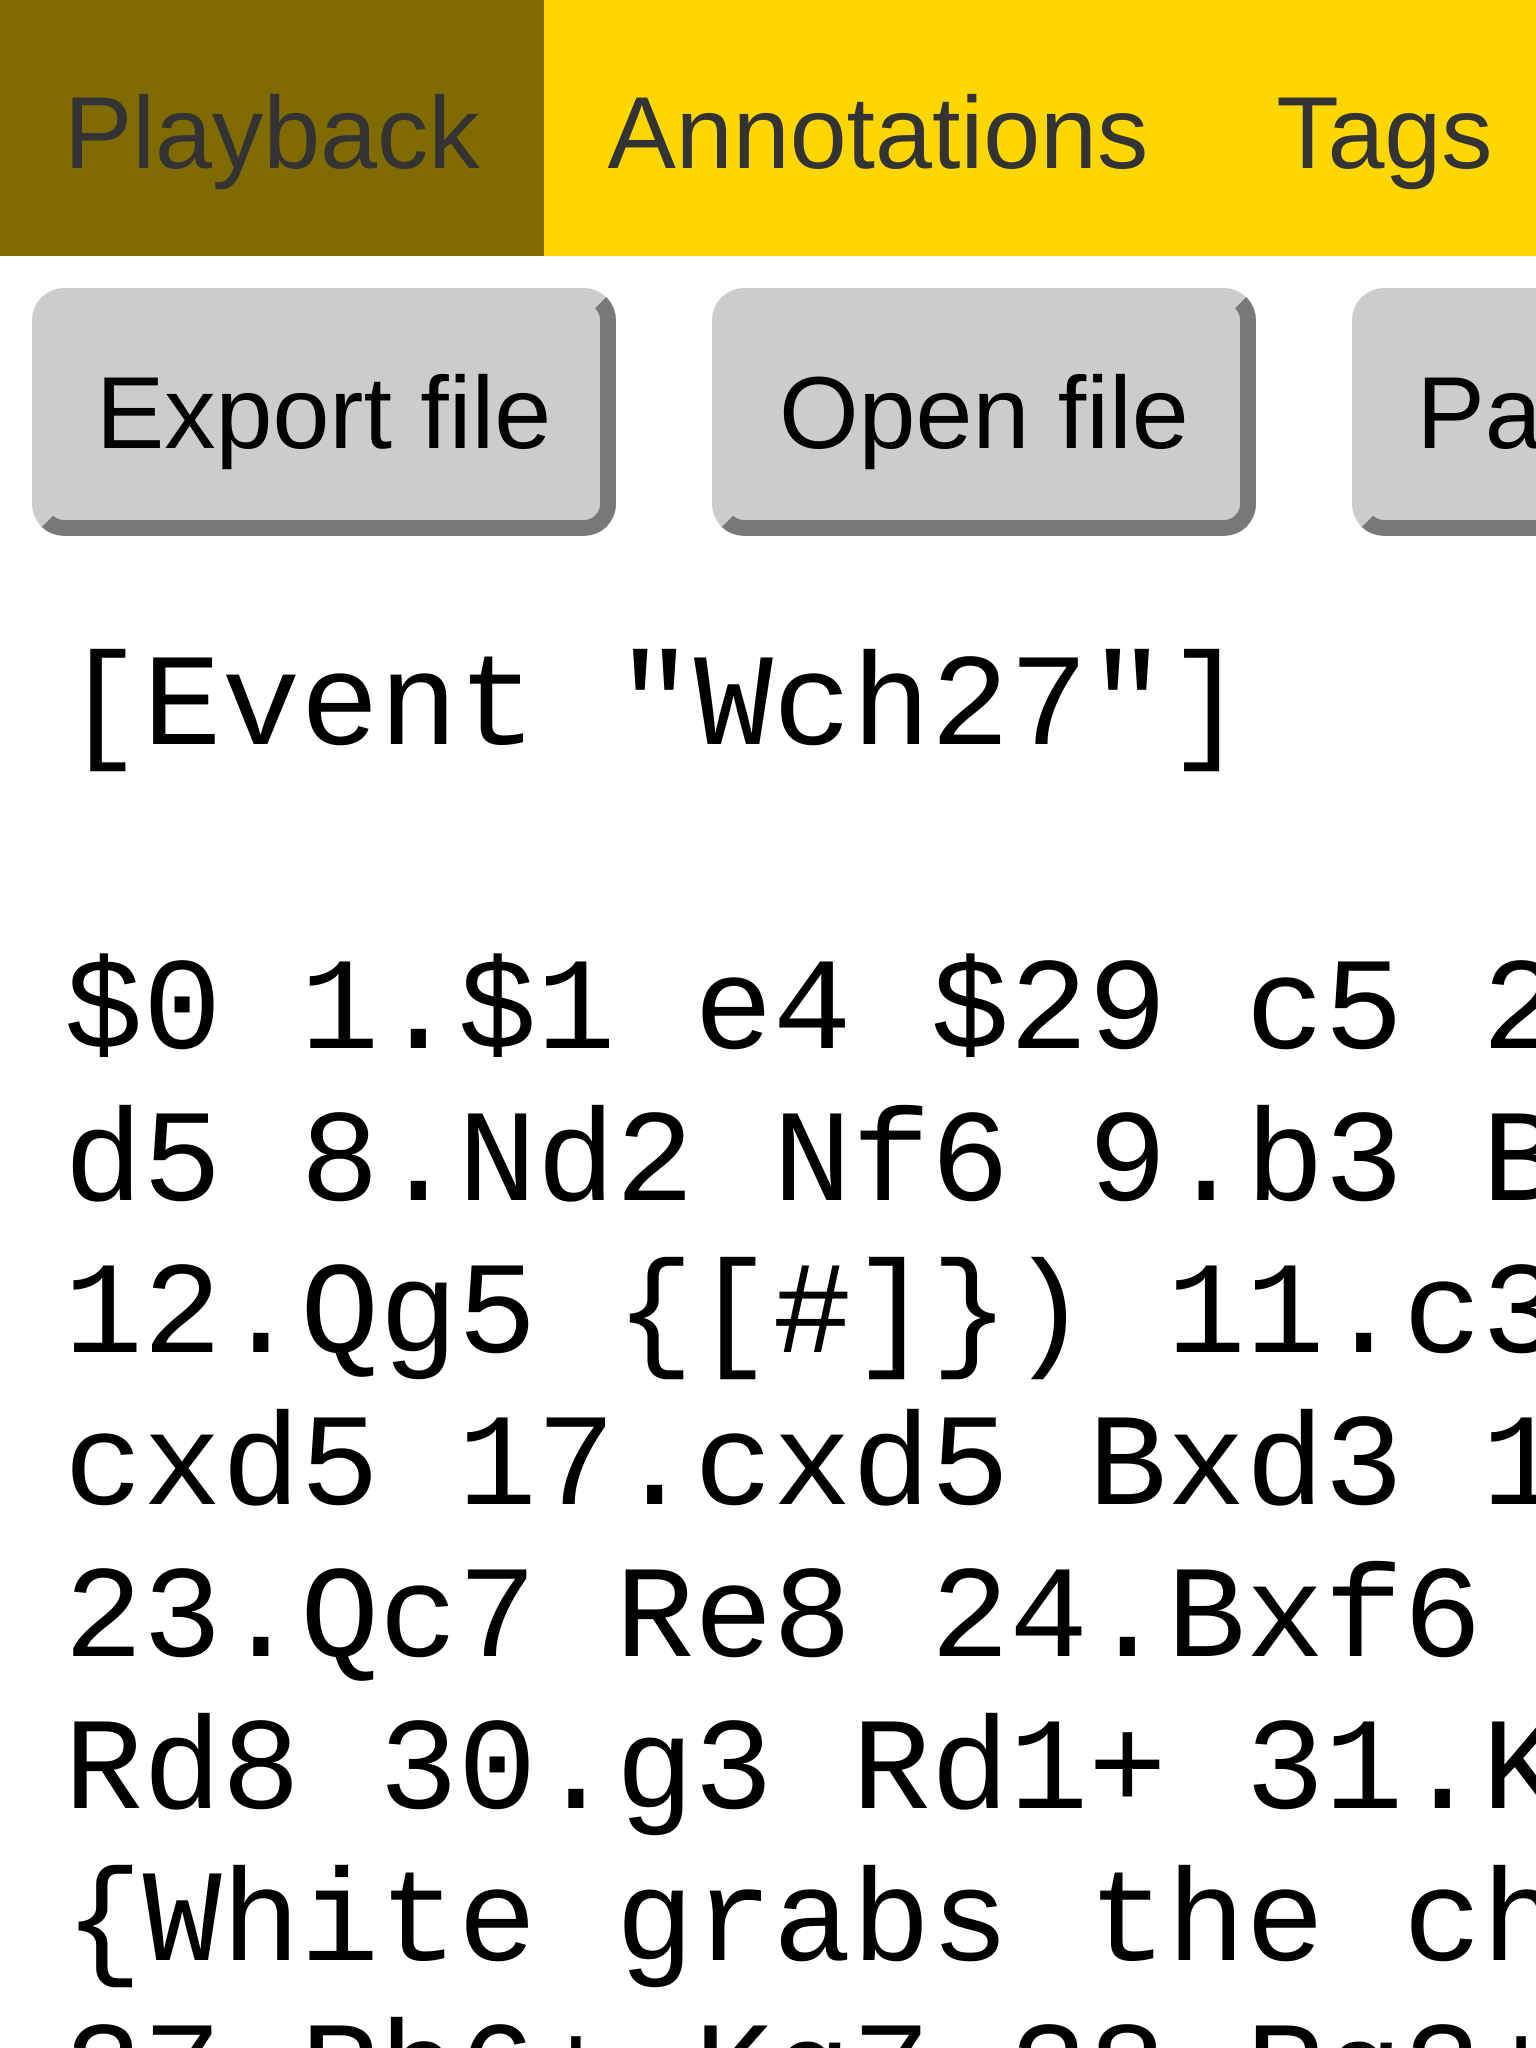 Playback Annotations Tags
Export file Open file Pa
[Event "Wch27"]
$0 1.$1 e4 $29 c5 2
d5 8.Nd2 Nf6 9.b3 B
12.Qg5 {[#]}) 11.c3
cxd5 17.cxd5 Bxd3 1
23.Qc7 Re8 24.Bxf6
Rd8 30.g3 Rd1+ 31.K
{White grabs the ch